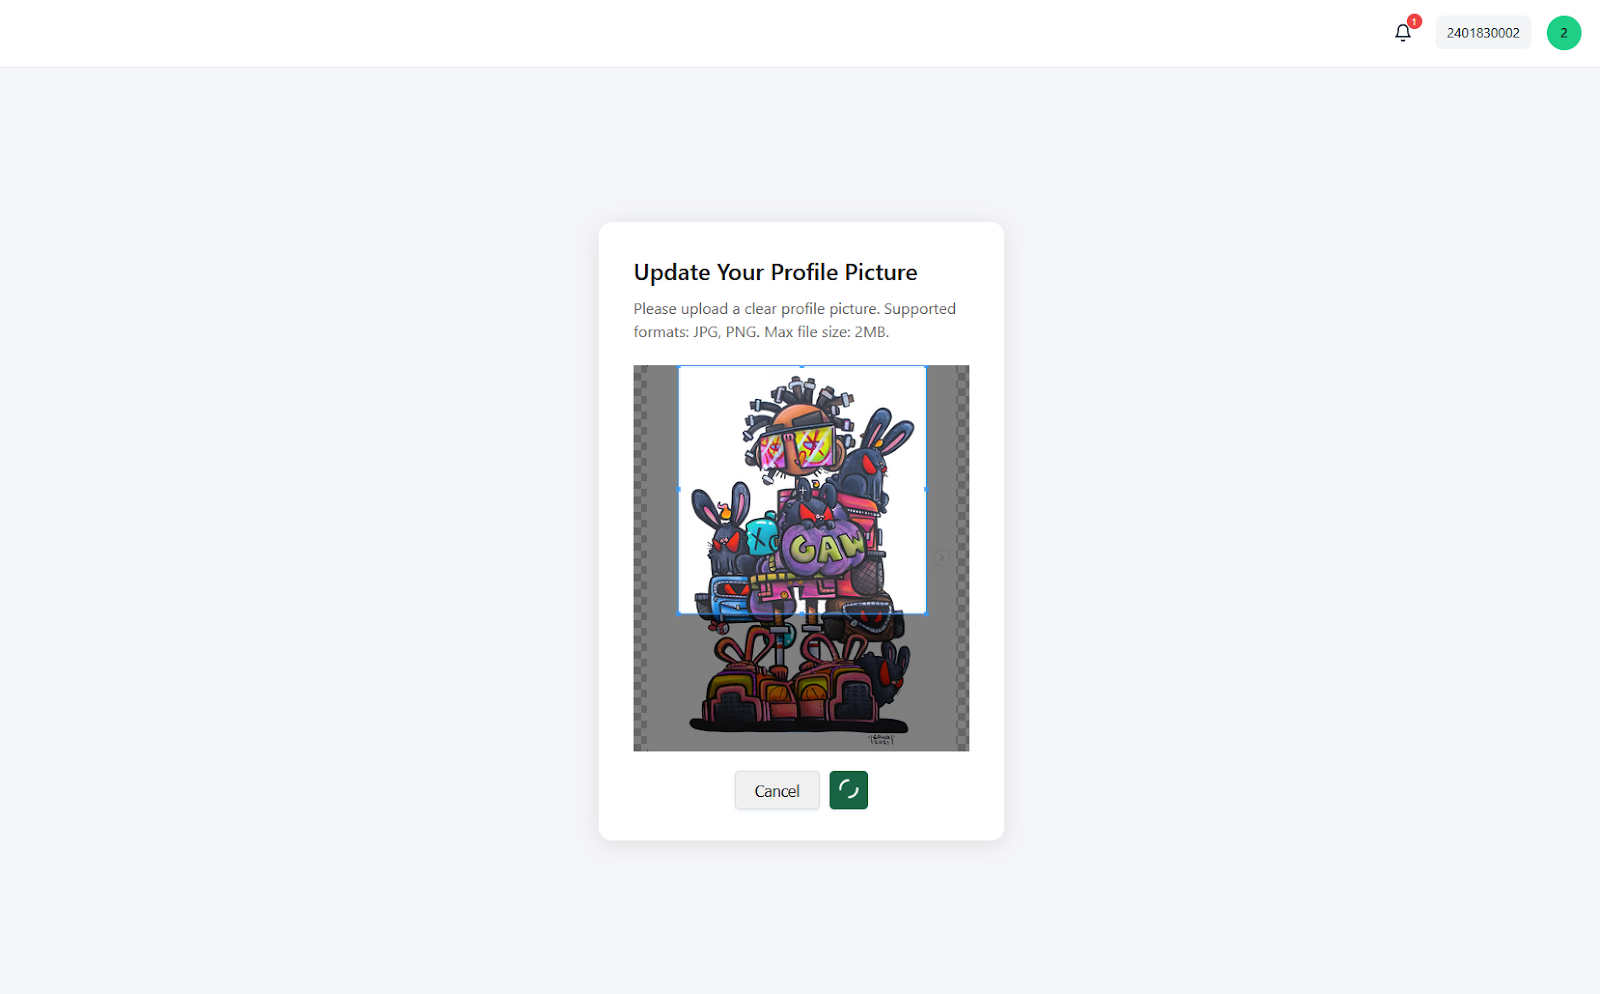 1
2401830002
2
Update Your Profile Picture
Please upload a clear profile picture. Supported
formats: JPG, PNG. Max file size: 2MB.
GAW
2021
Cancel